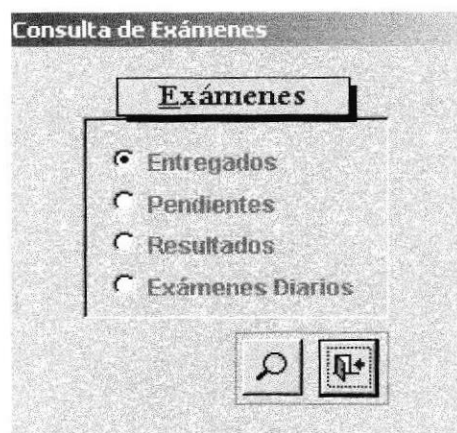 Consulta de Exámenes
Exámenes
Entregados
Pendientes
Resultados
Exámenes Diarios